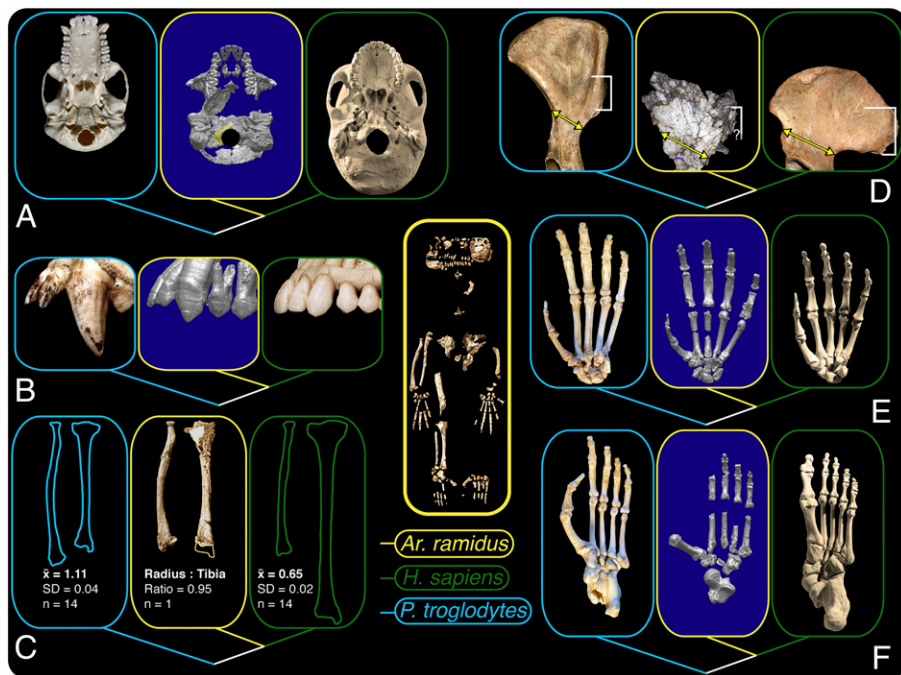 A
D
?
B
E
x̄ = 1.11
SD = 0.04
n = 14
Radius : Tibia
Ratio = 0.95
n = 1
x̄ = 0.65
SD = 0.02
n = 14
C
Ar. ramidus
H. sapiens
P. troglodytes
F